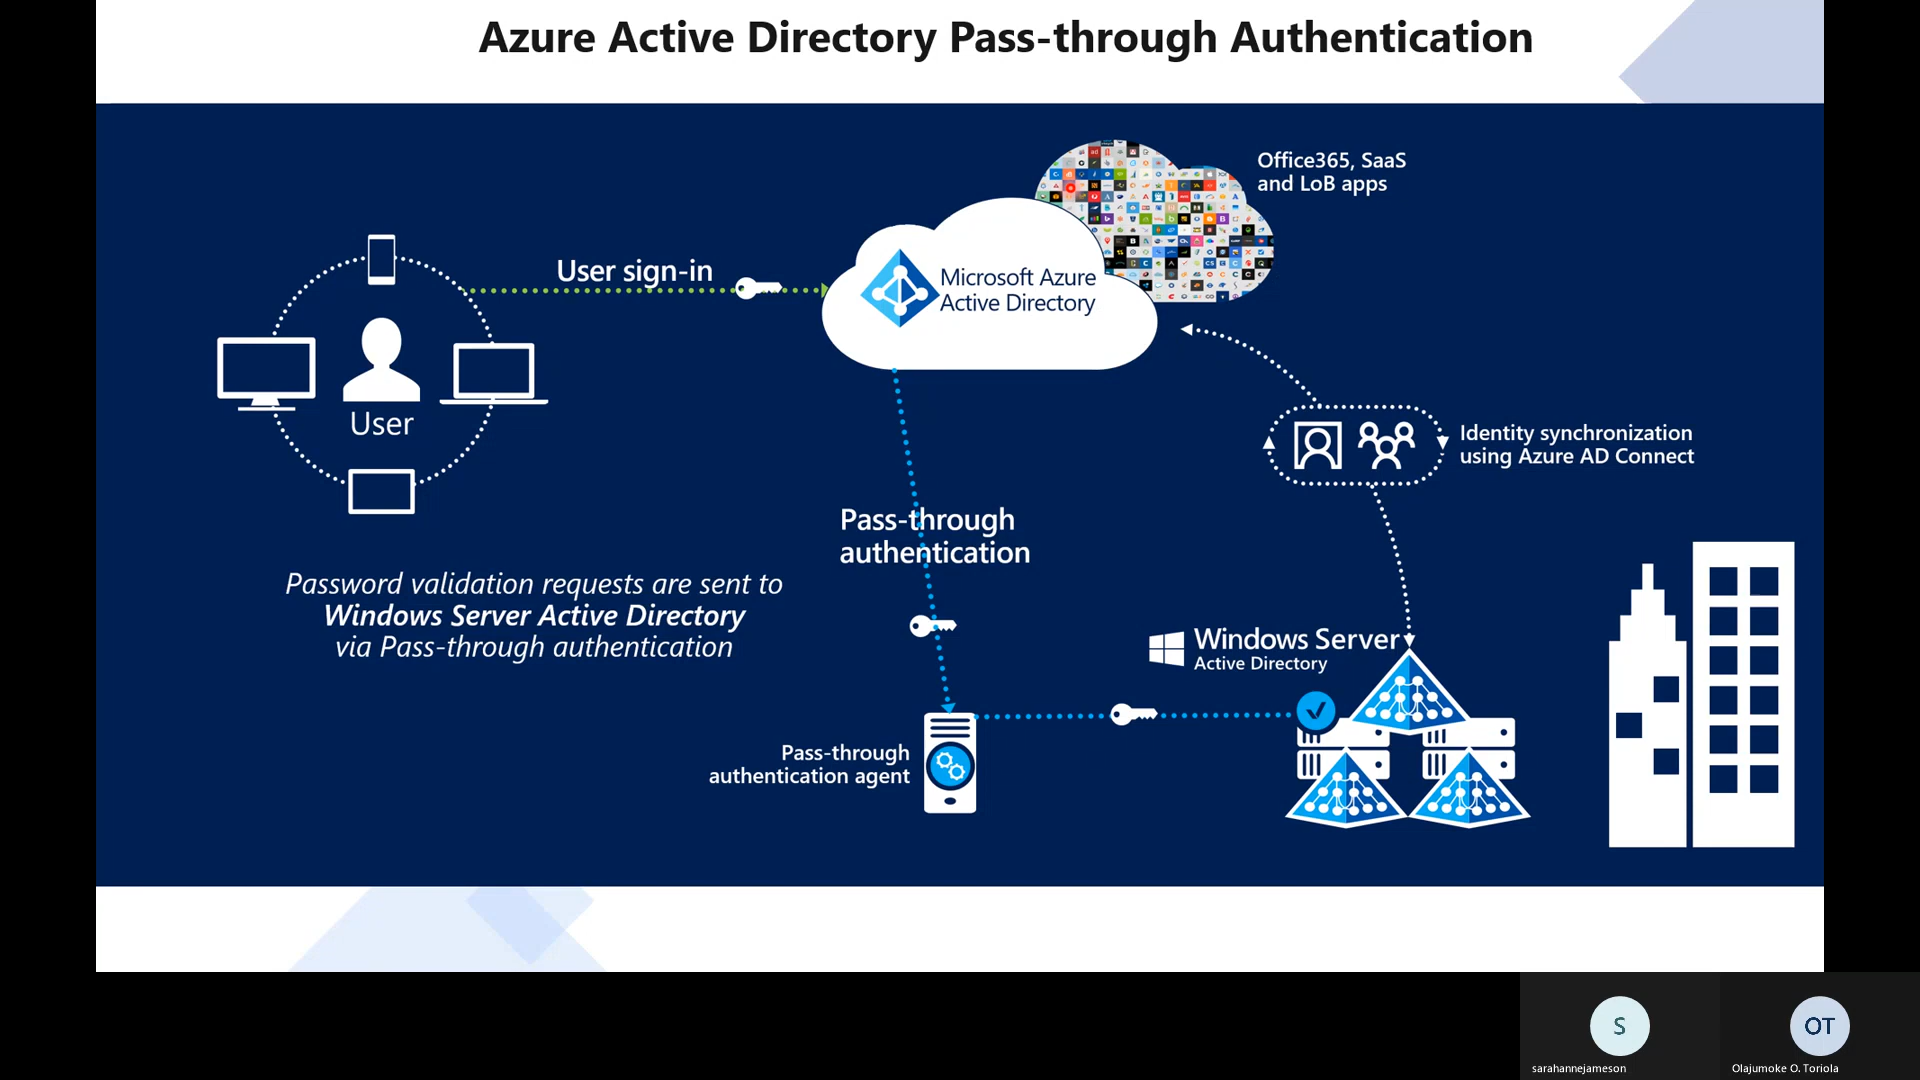 Azure Active Directory Pass-through Authentication
Office365, SaaS
and LoB apps
User sign-in
Microsoft Azure
Active Directory
User
Identity synchronization
using Azure AD Connect
Pass-through
authentication
Password validation requests are sent to
Windows Server Active Directory
via Pass-through authentication
Windows Server
Active Directory
Pass-through
authentication agent
S
OT
sarahannejameson
Olajumoke O. Toriola